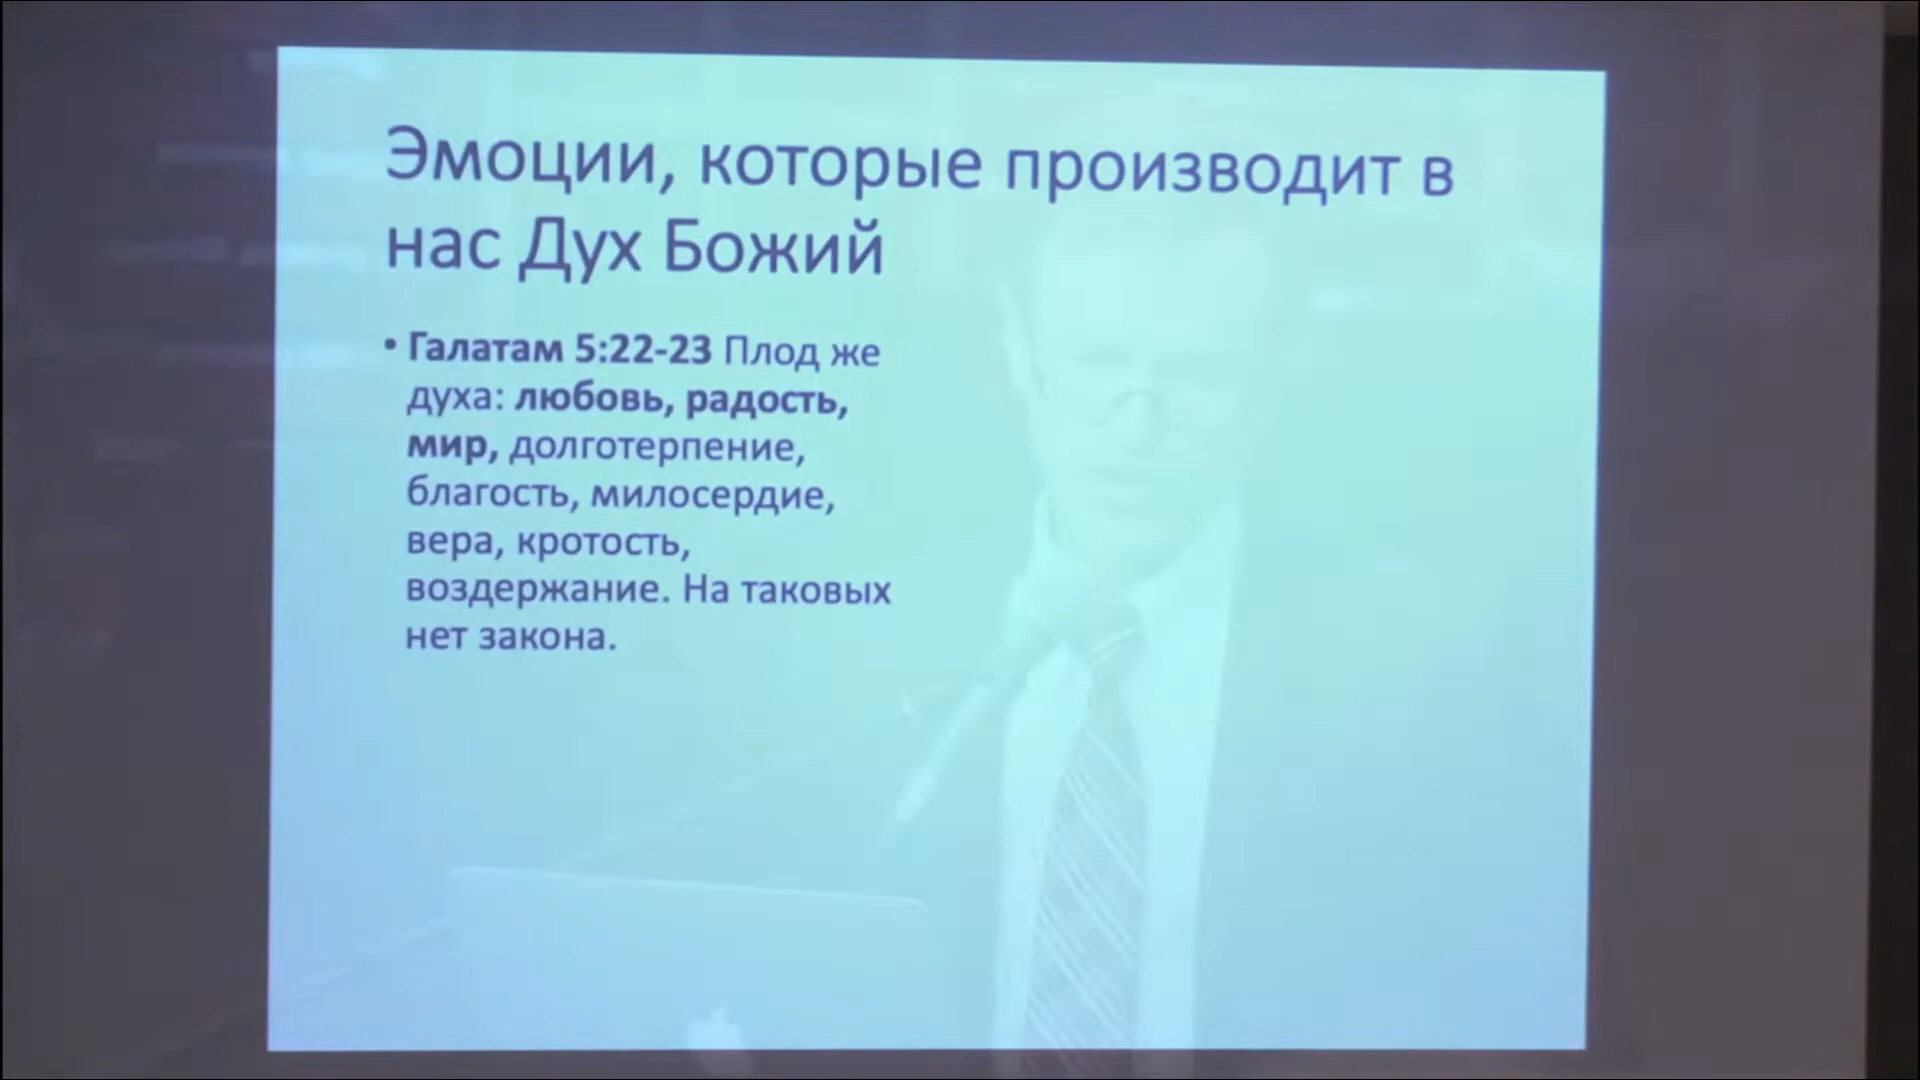 Эмоции, которые производит в
нас Дух Божий
• Галатам 5:22-23 Плод же
духа: любовь, радость,
мир, долготерпение,
благость, милосердие,
вера, кротость,
воздержание. На таковых
нет закона.